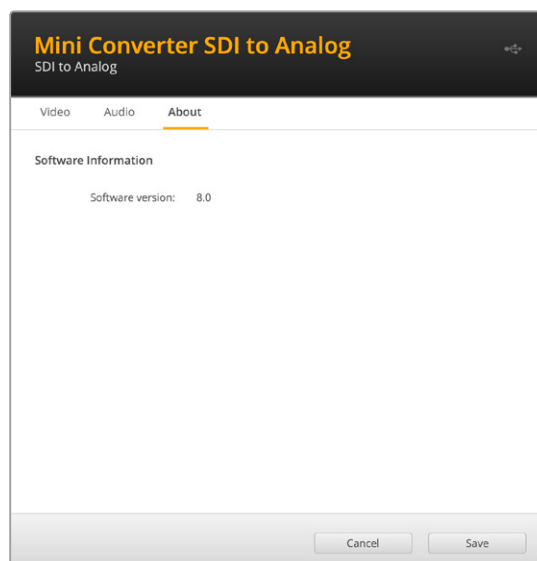 Mini Converter SDI to Analog
SDI to Analog
Video Audio About
Software Information
Software version: 8.0
Cancel Save